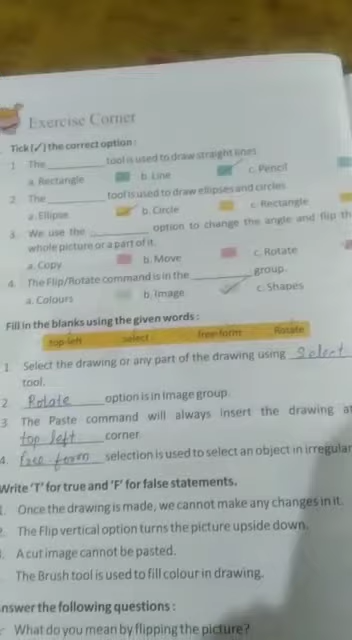 Exercise Corner
Tick (✓) the correct option :
1. The ________ tool is used to draw straight lines.
a. Rectangle b. Line c. Pencil
2. The ________ tool is used to draw ellipses and circles.
a. Ellipse b. Circle c. Rectangle
3. We use the ________ option to change the angle and flip th
whole picture or a part of it.
a. Copy b. Move c. Rotate
4. The Flip/Rotate command is in the ________ group.
a. Colours b. Image c. Shapes
Fill in the blanks using the given words :
top-left select free-form Rotate
1. Select the drawing or any part of the drawing using Select
tool.
2. Rotate option is in Image group.
3. The Paste command will always insert the drawing at
top left corner.
4. free-form selection is used to select an object in irregular
Write 'T' for true and 'F' for false statements.
1. Once the drawing is made, we cannot make any changes in it.
2. The Flip vertical option turns the picture upside down.
3. A cut image cannot be pasted.
The Brush tool is used to fill colour in drawing.
nswer the following questions :
What do you mean by flipping the picture?